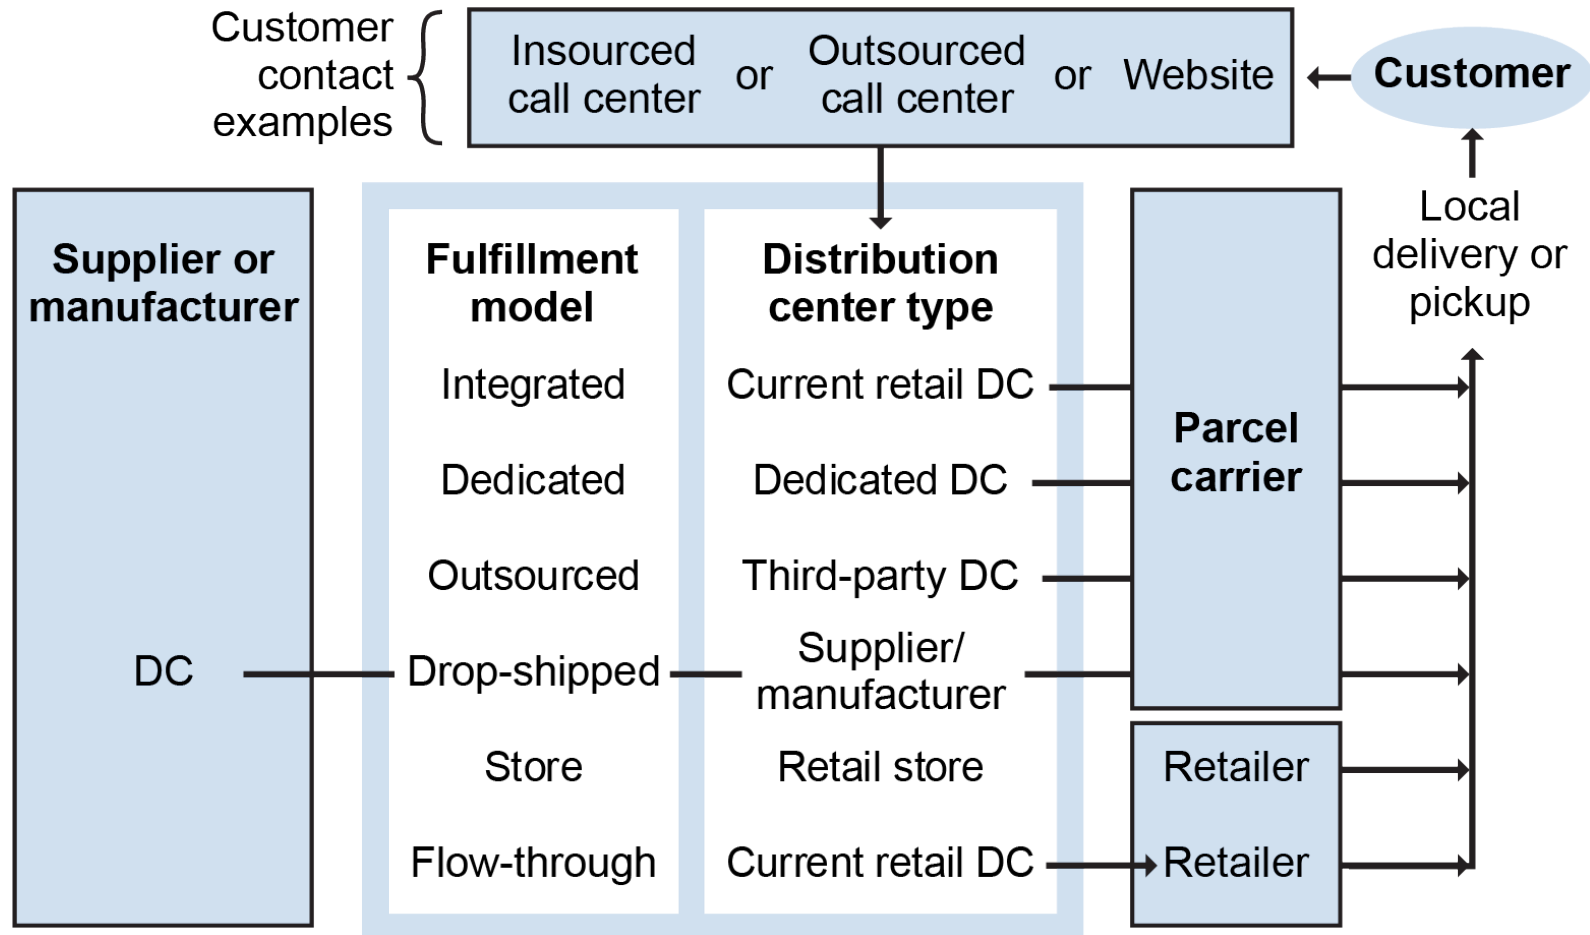 Customer
contact
examples
Insourced
call center
or
Outsourced
call center
or
Website
Customer
Supplier or
manufacturer
DC
Fulfillment
model
Distribution
center type
Integrated
Current retail DC
Dedicated
Dedicated DC
Outsourced
Third-party DC
Drop-shipped
Supplier/
manufacturer
Store
Retail store
Flow-through
Current retail DC
Parcel
carrier
Retailer
Retailer
Local
delivery or
pickup